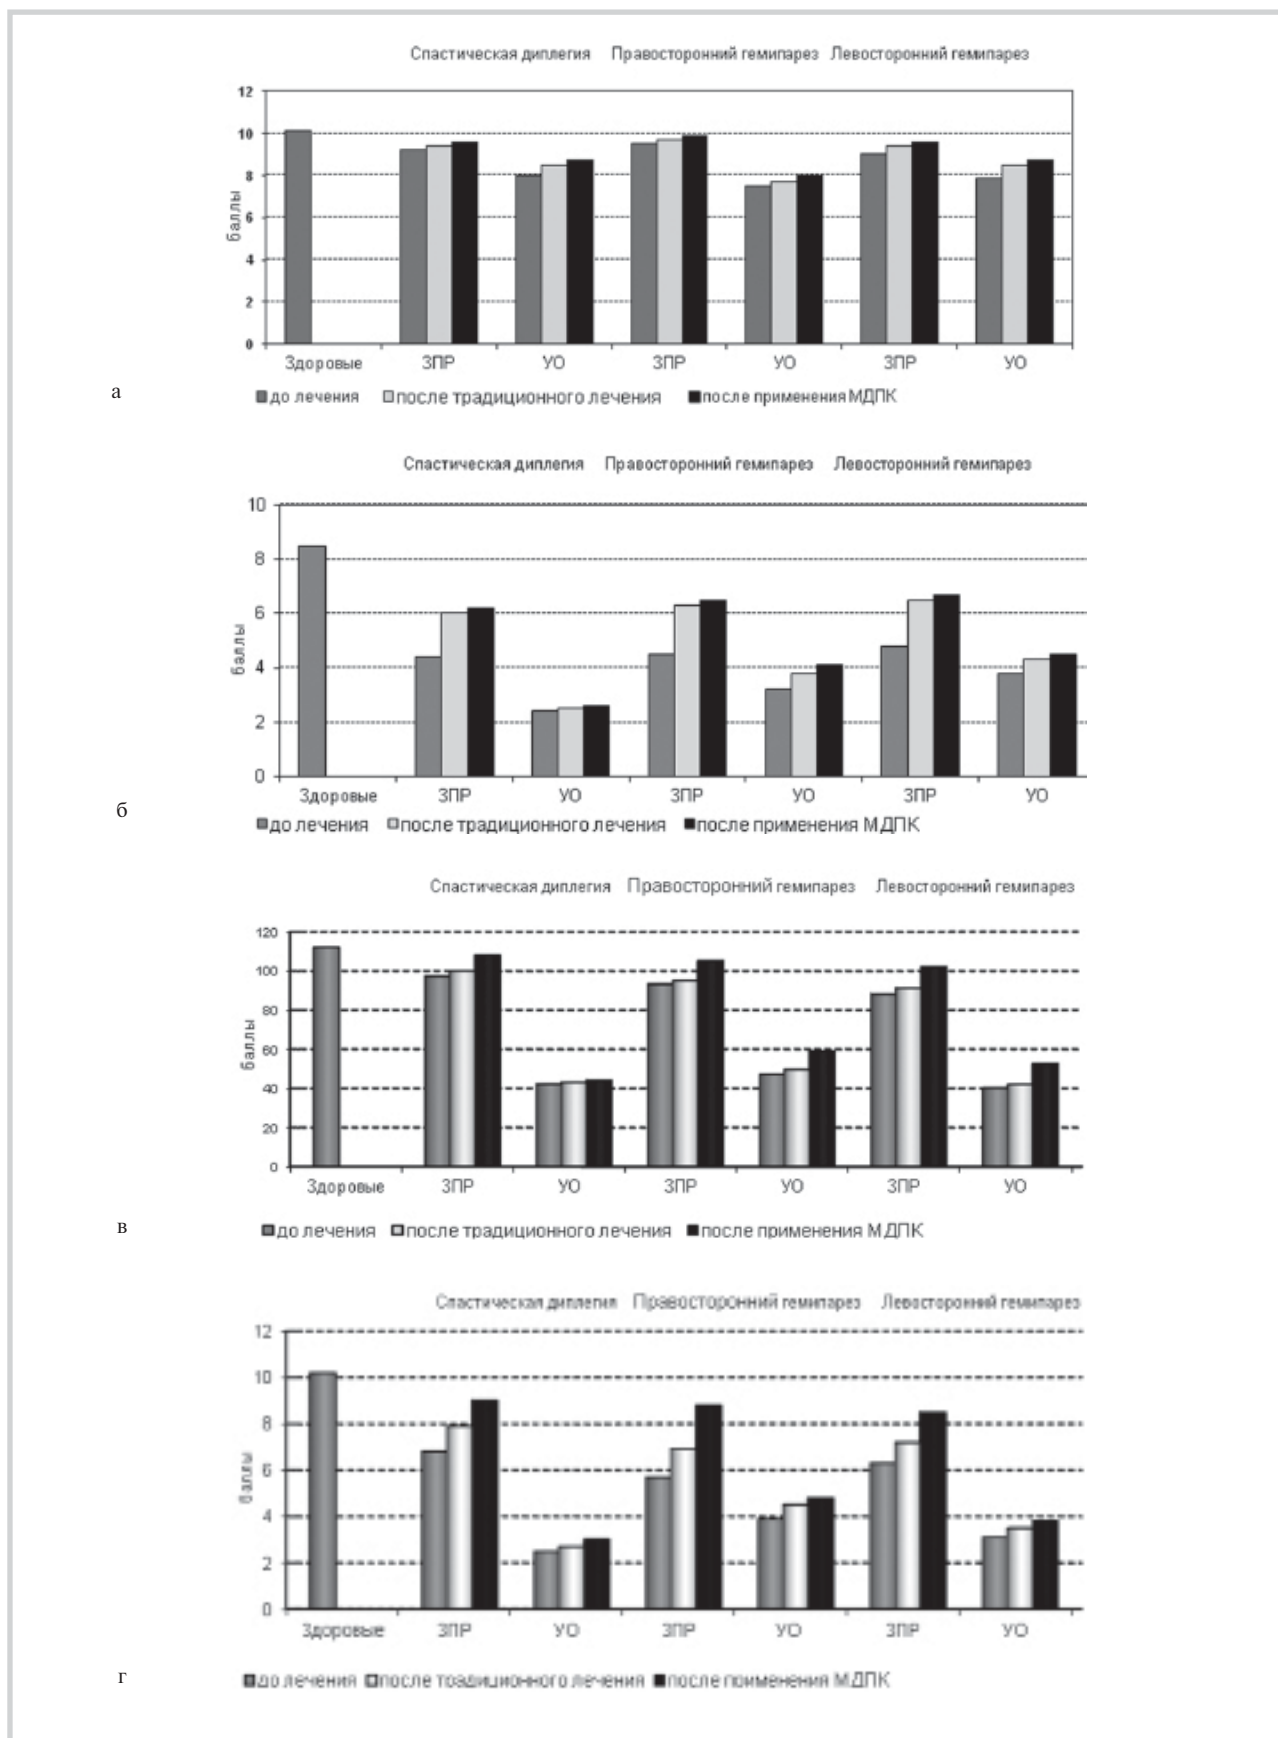 Спастическая диплегия Правосторонний гемипарез Левосторонний гемипарез
12
10
8
6
4
2
0
баллы
Здоровые ЗПР УО ЗПР УО ЗПР УО
а
до лечения после традиционного лечения после применения МДПК
Спастическая диплегия Правосторонний гемипарез Левосторонний гемипарез
10
8
6
4
2
0
баллы
Здоровые ЗПР УО ЗПР УО ЗПР УО
б
до лечения после традиционного лечения после применения МДПК
Спастическая диплегия Правосторонний гемипарез Левосторонний гемипарез
120
100
80
60
40
20
0
баллы
Здоровые ЗПР УО ЗПР УО ЗПР УО
в
до лечения после традиционного лечения после применения МДПК
Спастическая диплегия Правосторонний гемипарез Левосторонний гемипарез
12
10
8
6
4
2
0
баллы
Здоровые ЗПР УО ЗПР УО ЗПР УО
г
до лечения после традиционного лечения после применения МДПК